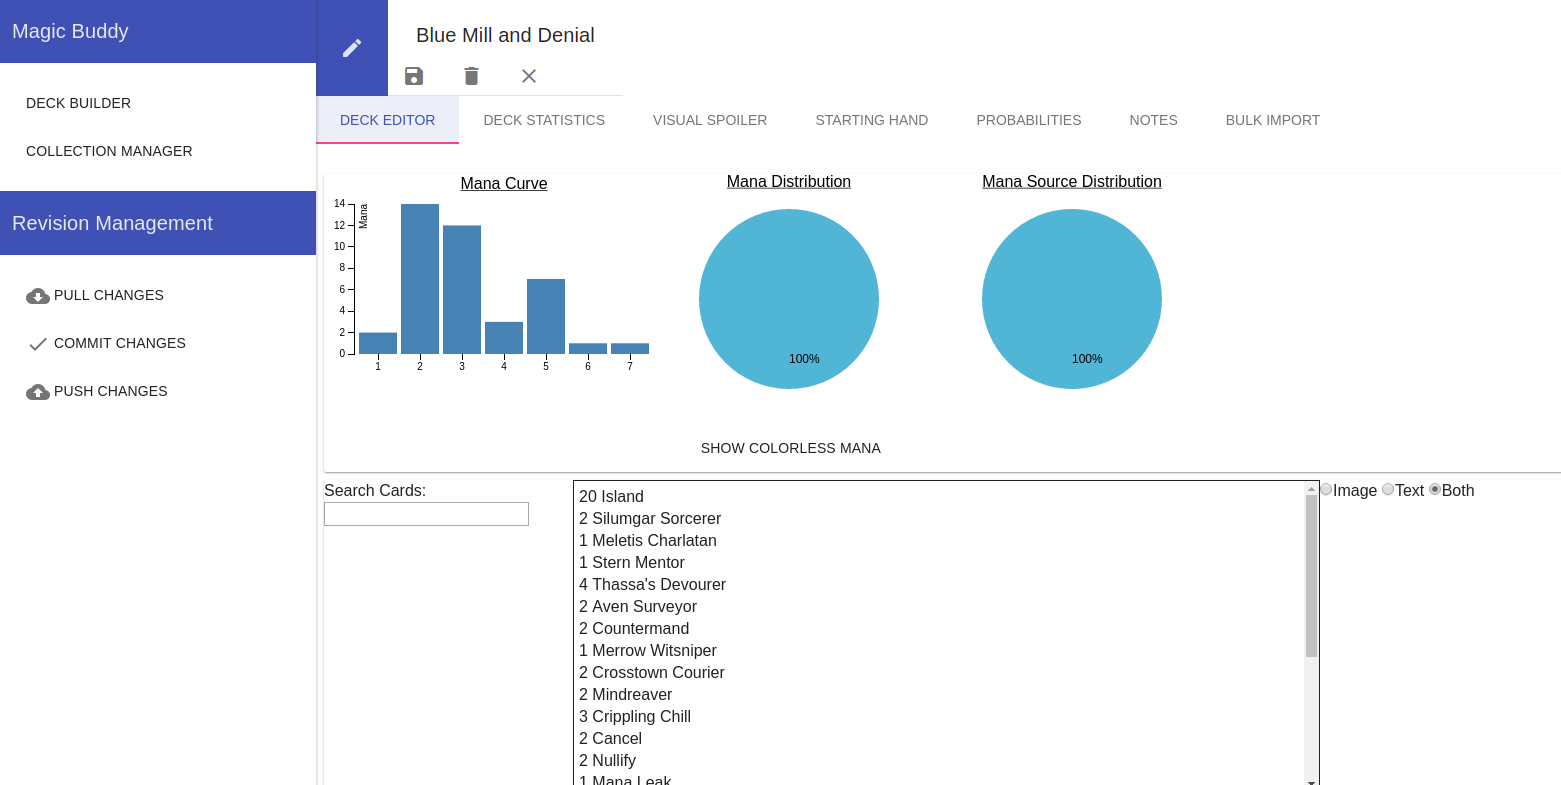 Magic Buddy
DECK BUILDER
COLLECTION MANAGER
Revision Management
PULL CHANGES
COMMIT CHANGES
PUSH CHANGES
Blue Mill and Denial
DECK EDITOR DECK STATISTICS VISUAL SPOILER STARTING HAND PROBABILITIES NOTES BULK IMPORT
Mana Curve
Mana
14
12
10
8
6
4
2
0
1 2 3 4 5 6 7
Mana Distribution
100%
Mana Source Distribution
100%
SHOW COLORLESS MANA
Search Cards:
20 Island
2 Silumgar Sorcerer
1 Meletis Charlatan
1 Stern Mentor
4 Thassa's Devourer
2 Aven Surveyor
2 Countermand
1 Merrow Witsniper
2 Crosstown Courier
2 Mindreaver
3 Crippling Chill
2 Cancel
2 Nullify
1 Mana Leak
Image Text Both